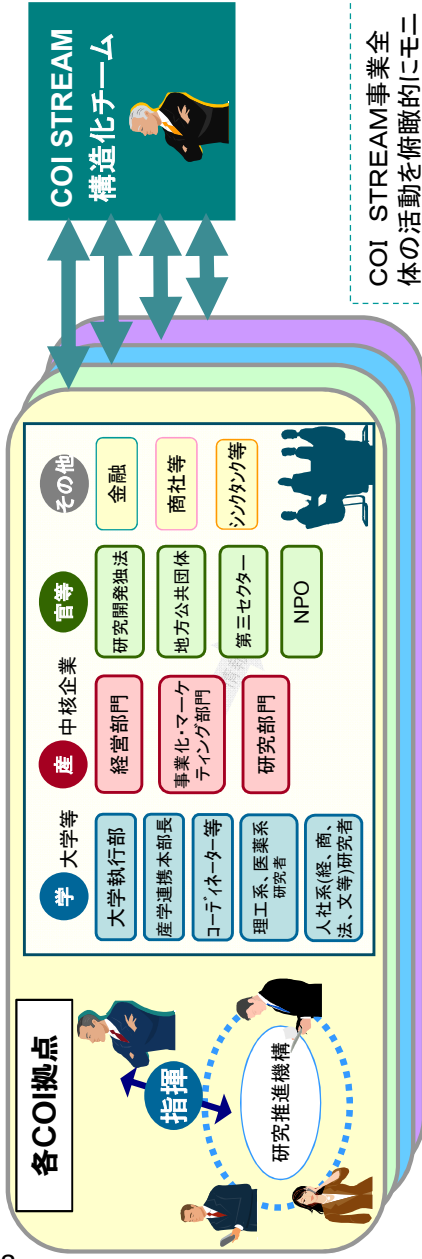 各COI拠点
指揮
研究推進機構
学 大学等
大学執行部
産学連携本部長
コーディネーター等
理工系、医薬系
研究者
人社系(経、商、
法、文等)研究者
産 中核企業
経営部門
事業化・マーケ
ティング部門
研究部門
官等
研究開発独法
地方公共団体
第三セクター
NPO
その他
金融
商社等
シンクタンク等
COI STREAM
構造化チーム
COI STREAM事業全
体の活動を俯瞰的にモニ